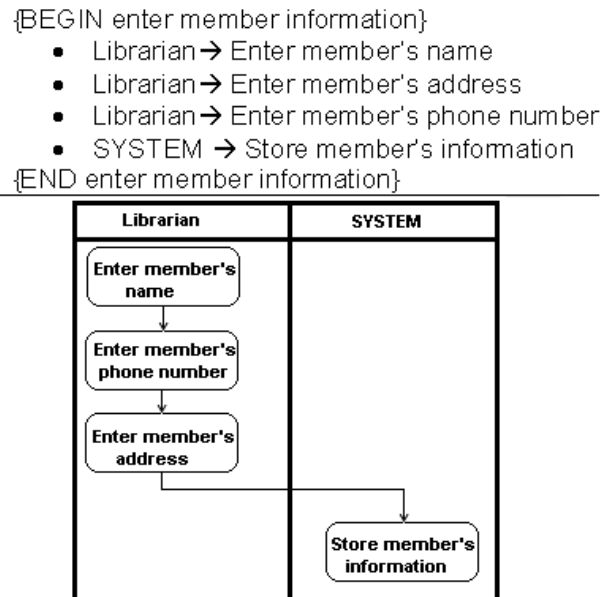 {BEGIN enter member information}
• Librarian→ Enter member's name
• Librarian→ Enter member's address
• Librarian→ Enter member's phone number
• SYSTEM → Store member's information
{END enter member information}
Librarian
SYSTEM
Enter member's
name
Enter member's
phone number
Enter member's
address
Store member's
information